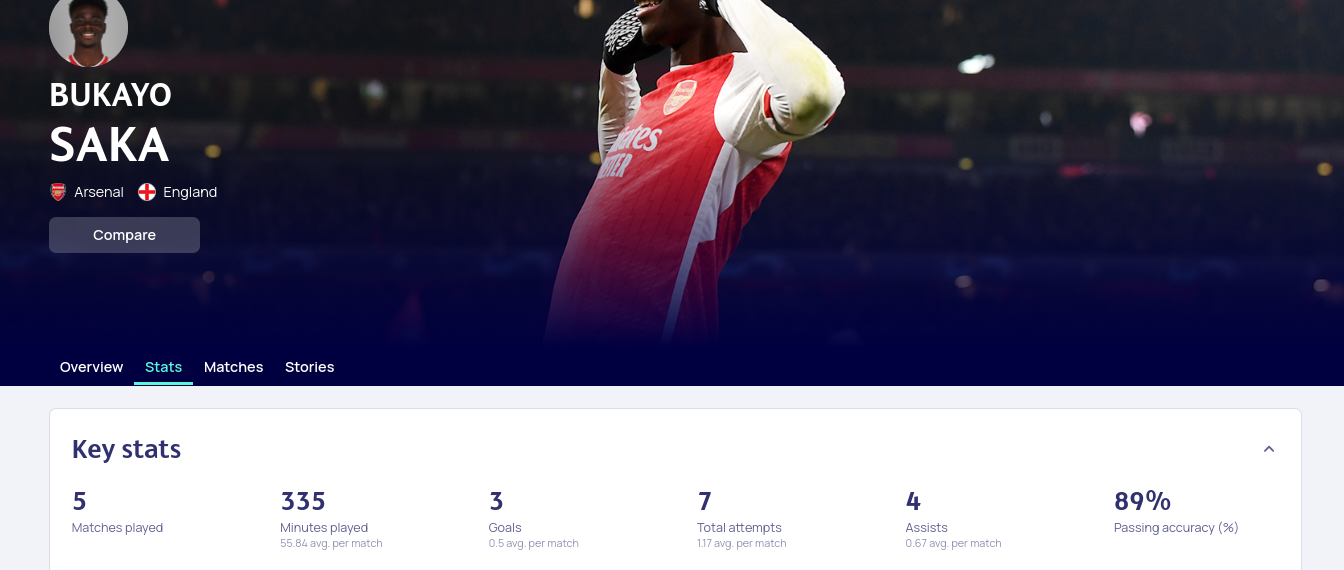 BUKAYO
SAKA
Arsenal England
Compare
Overview Stats Matches Stories
Key stats
5 335 3 7 4 89%
Matches played Minutes played Goals Total attempts Assists Passing accuracy (%)
55.84 avg. per match 0.5 avg. per match 1.17 avg. per match 0.67 avg. per match